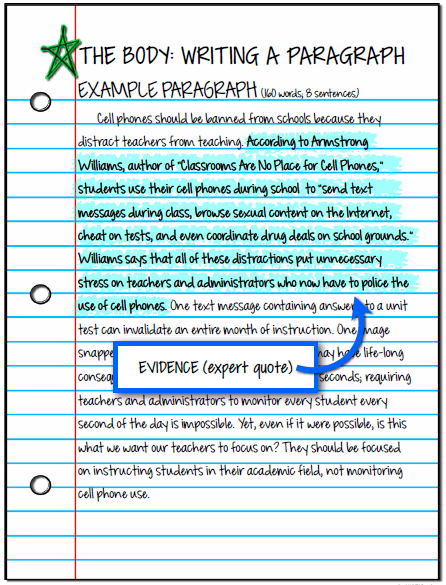 THE BODY: WRITING A PARAGRAPH
EXAMPLE PARAGRAPH (160 words, 8 sentences)
Cell phones should be banned from schools because they
distract teachers from teaching. According to Armstrong
Williams, author of "Classrooms Are No Place for Cell Phones,"
students use their cell phones during school to "send text
messages during class, browse sexual content on the Internet,
cheat on tests, and even coordinate drug deals on school grounds."
Williams says that all of these distractions put unnecessary
stress on teachers and administrators who now have to police the
use of cell phones. One text message containing answ to a unit
test can invalidate an entire month of instruction. One mage
snappe may ha life-long
EVIDENCE (expert quote)
conseq seconds; requiring
teachers and administrators to monitor every student every
second of the day is impossible. Yet, even if it were possible, is this
what we want our teachers to focus on? They should be focused
on instructing students in their academic field, not monitoring
cell phone use.